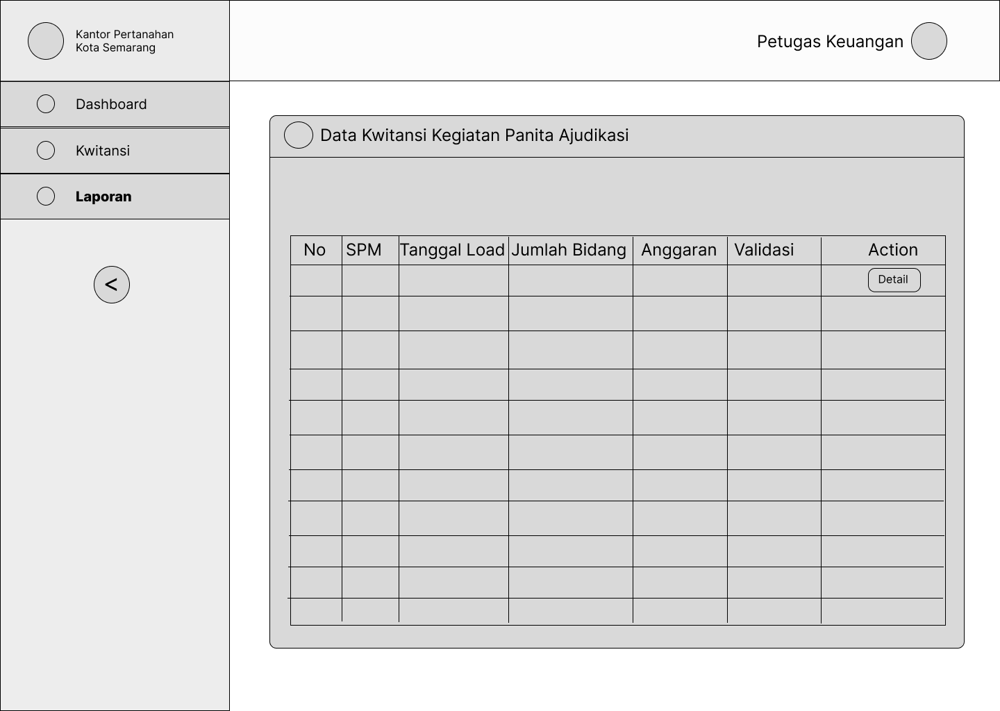 Kantor Pertanahan
Kota Semarang
Petugas Keuangan
Dashboard
Kwitansi
Laporan
<
Data Kwitansi Kegiatan Panita Ajudikasi
No SPM Tanggal Load Jumlah Bidang Anggaran Validasi Action
Detail